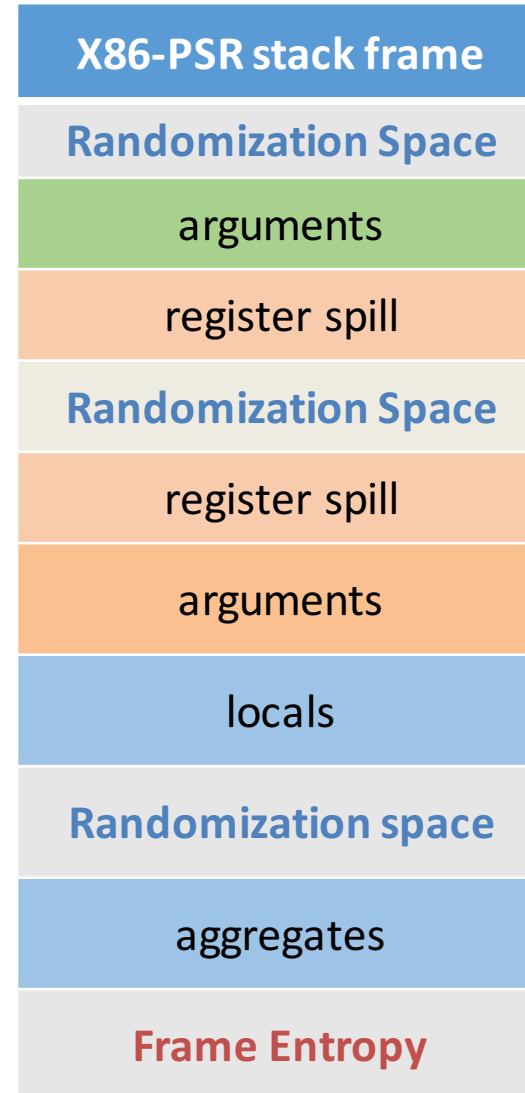 X86-PSR stack frame
Randomization Space
arguments
register spill
Randomization Space
register spill
arguments
locals
Randomization space
aggregates
Frame Entropy